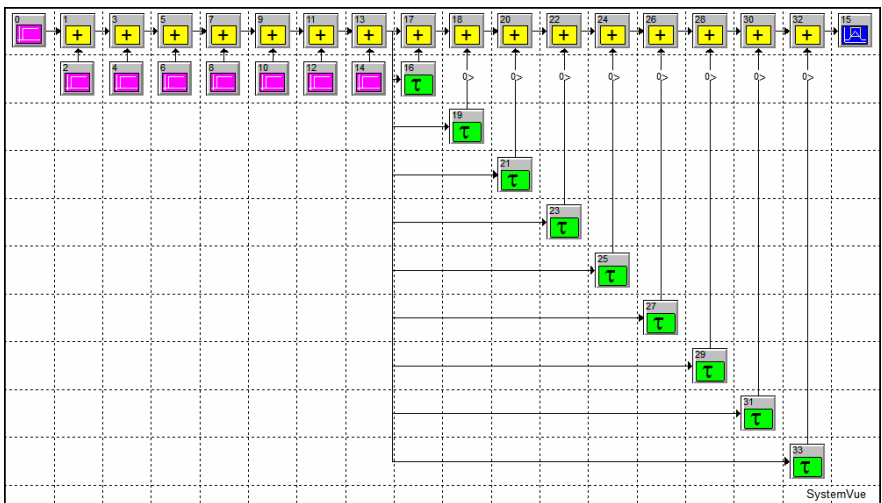 0 1 3 5 7 9 11 13 17 18 20 22 24 26 28 30 32 15
+ + + + + + + + + + + + + + + +
2 4 6 8 10 12 14 16 0> 0> 0> 0> 0> 0> 0> 0>
τ
19
τ
21
τ
23
τ
25
τ
27
τ
29
τ
31
τ
33
τ
SystemVue